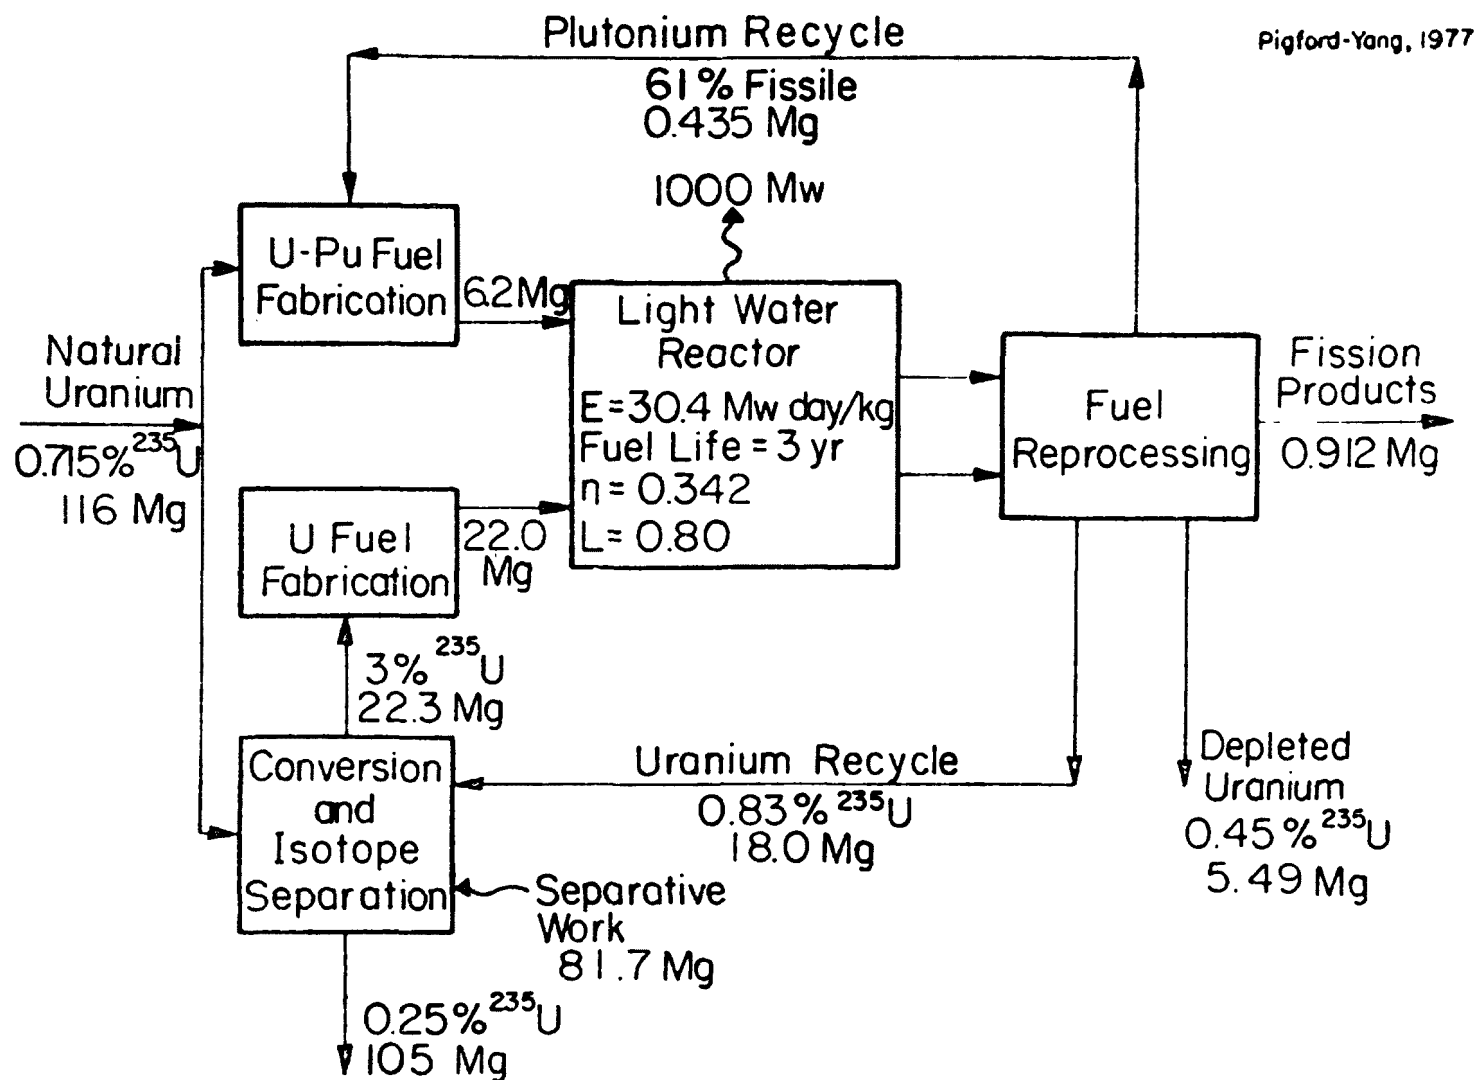 Plutonium Recycle
Pigford-Yang, 1977
61% Fissile
0.435 Mg
1000 Mw
U-Pu Fuel
Fabrication
6.2 Mg
Light Water
Reactor
E = 30.4 Mw day/kg
Fuel Life = 3 yr
n = 0.342
L = 0.80
Natural
Uranium
0.715% ²³⁵U
116 Mg
Fuel
Reprocessing
Fission
Products
0.912 Mg
U Fuel
Fabrication
22.0
Mg
3% ²³⁵U
22.3 Mg
Conversion
and
Isotope
Separation
Uranium Recycle
0.83% ²³⁵U
18.0 Mg
Depleted
Uranium
0.45% ²³⁵U
5.49 Mg
Separative
Work
81.7 Mg
0.25% ²³⁵U
105 Mg